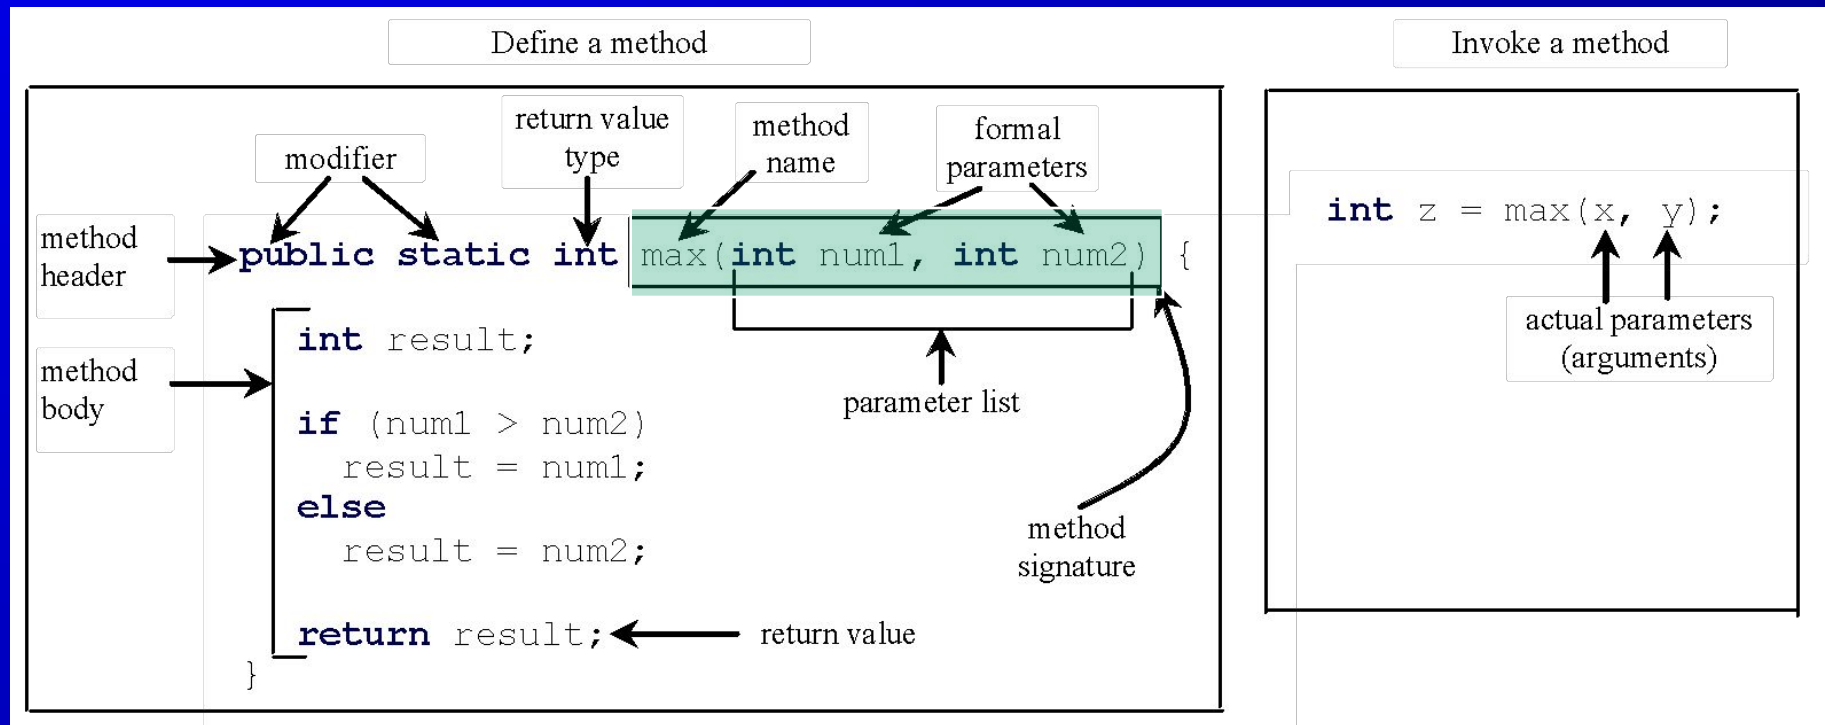 Define a method
Invoke a method
return value
type
method
name
formal
parameters
modifier
method
header
public static int max(int num1, int num2) {
int z = max(x, y);
actual parameters
(arguments)
method
body
int result;
parameter list
if (num1 > num2)
result = num1;
else
result = num2;
method
signature
return result;
return value
}